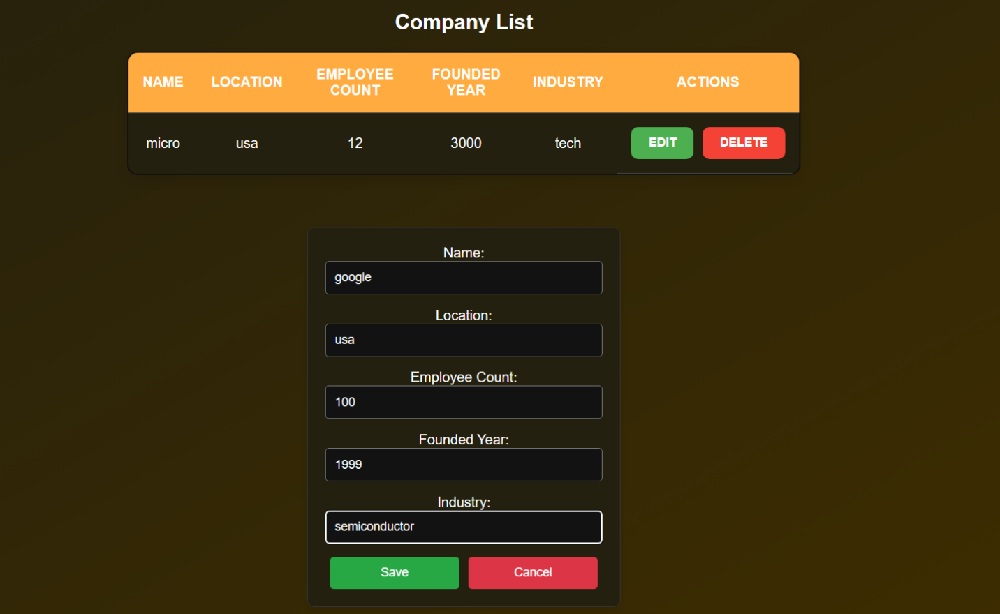 Company List
NAME LOCATION EMPLOYEE COUNT FOUNDED YEAR INDUSTRY ACTIONS
micro usa 12 3000 tech EDIT DELETE
Name:
google
Location:
usa
Employee Count:
100
Founded Year:
1999
Industry:
semiconductor
Save Cancel